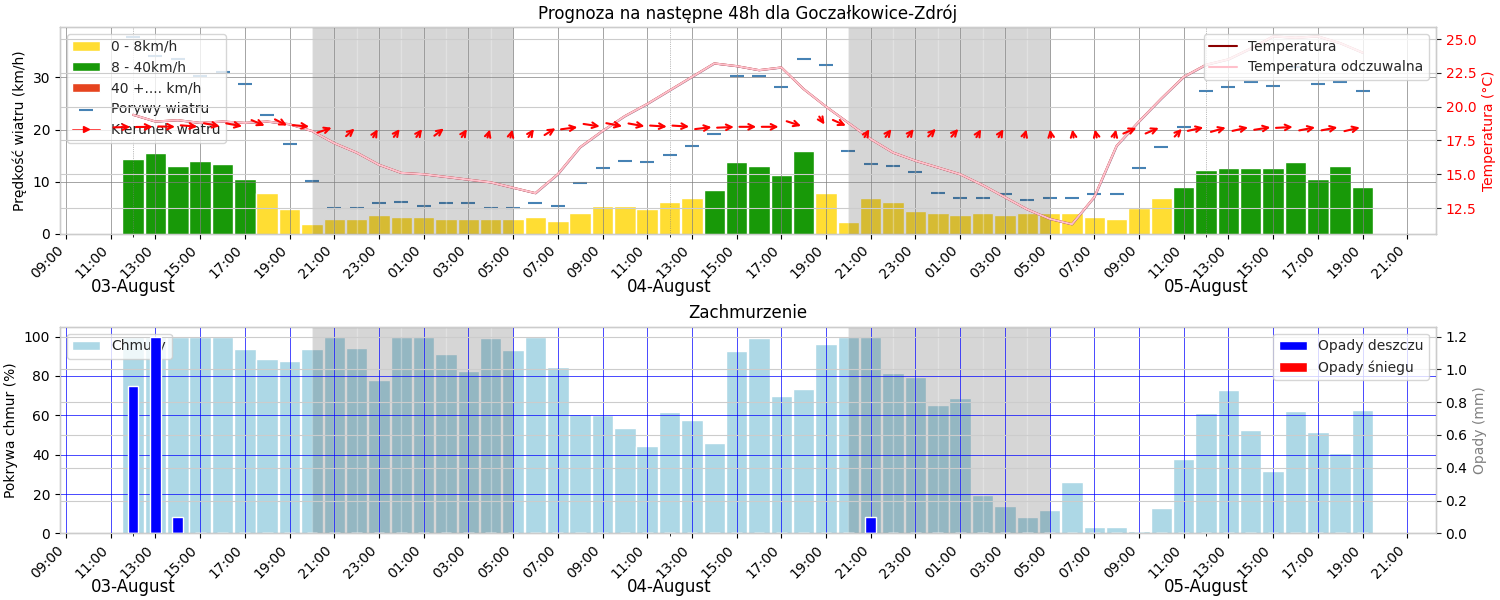 Prognoza na następne 48h dla Goczałkowice-Zdrój
0 - 8km/h
8 - 40km/h
40 +.... km/h
Porywy wiatru
Kierunek wiatru
Temperatura
Temperatura odczuwalna
Prędkość wiatru (km/h)
30
20
10
0
25.0
22.5
20.0
17.5
15.0
12.5
Temperatura (°C)
09:00 11:00 13:00 15:00 17:00 19:00 21:00 23:00 01:00 03:00 05:00 07:00 09:00 11:00 13:00 15:00 17:00 19:00 21:00 23:00 01:00 03:00 05:00 07:00 09:00 11:00 13:00 15:00 17:00 19:00 21:00
03-August 04-August 05-August
Zachmurzenie
Chmury
Opady deszczu
Opady śniegu
Pokrywa chmur (%)
100
80
60
40
20
0
1.2
1.0
0.8
0.6
0.4
0.2
0.0
Opady (mm)
09:00 11:00 13:00 15:00 17:00 19:00 21:00 23:00 01:00 03:00 05:00 07:00 09:00 11:00 13:00 15:00 17:00 19:00 21:00 23:00 01:00 03:00 05:00 07:00 09:00 11:00 13:00 15:00 17:00 19:00 21:00
03-August 04-August 05-August